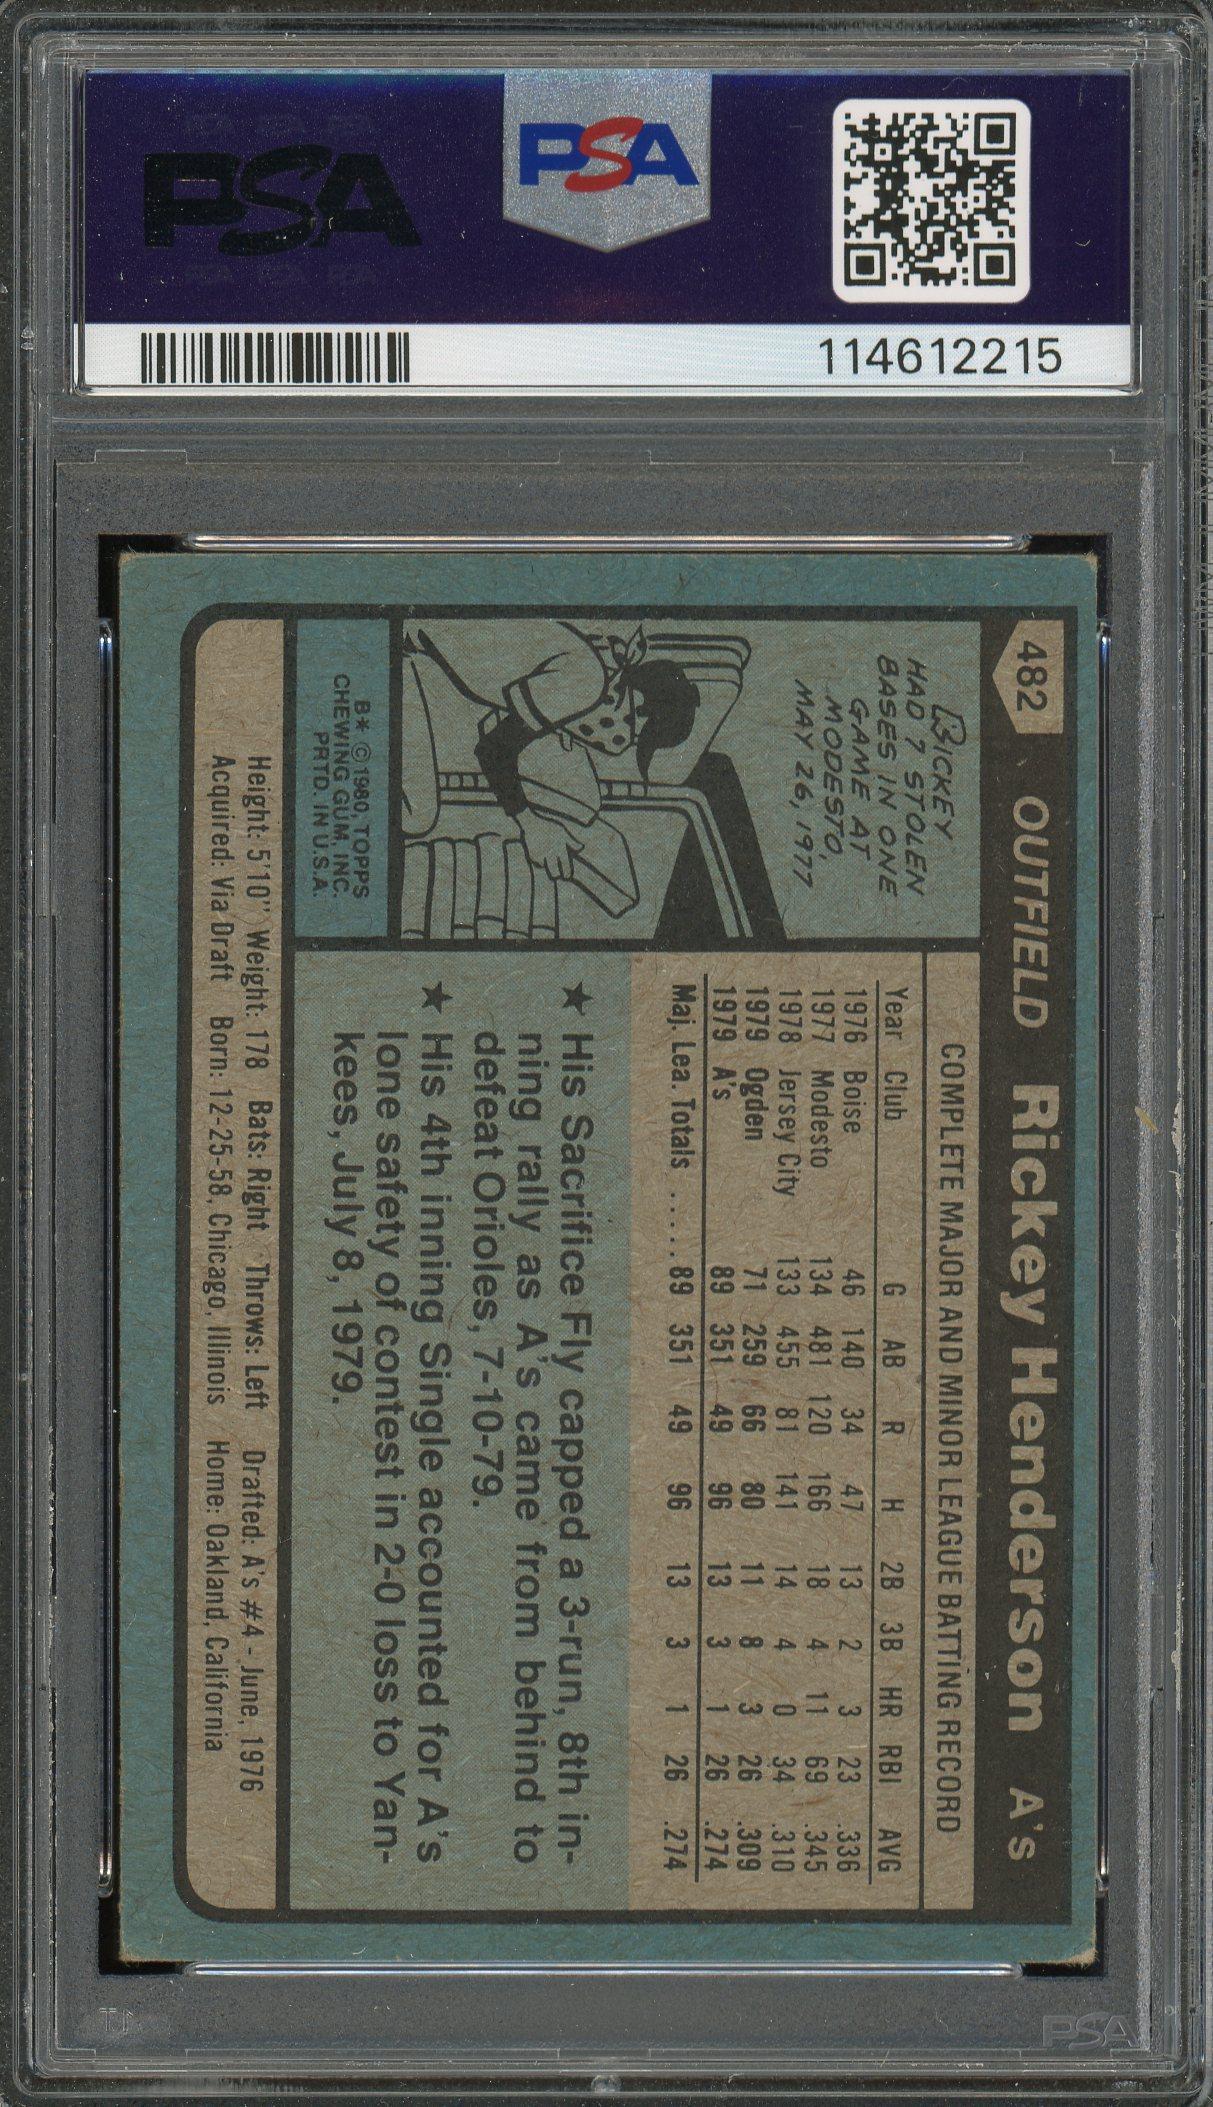 PSA
PSA
114612215
482 OUTFIELD Rickey Henderson A's
COMPLETE MAJOR AND MINOR LEAGUE BATTING RECORD
Year Club G AB R H 2B 3B HR RBI AVG
1976 Boise 46 140 34 47 13 2 3 23 .336
1977 Modesto 134 481 120 166 18 4 11 69 .345
1978 Jersey City 133 455 81 141 14 4 0 34 .310
1979 Ogden 71 259 66 80 11 8 3 26 .309
1979 A's 89 351 49 96 13 3 1 26 .274
Maj. Lea. Totals ..... 89 351 49 96 13 3 1 26 .274
RICKEY
HAD 7 STOLEN
BASES IN ONE
GAME AT
MODESTO,
MAY 26, 1977
★ His Sacrifice Fly capped a 3-run, 8th in-
ning rally as A's came from behind to
defeat Orioles, 7-10-79.
★ His 4th inning Single accounted for A's
lone safety of contest in 2-0 loss to Yan-
kees, July 8, 1979.
B* © 1980, TOPPS
CHEWING GUM, INC.
PRTD. IN U.S.A.
Height: 5'10" Weight: 178 Bats: Right Throws: Left Drafted: A's #4 - June, 1976
Acquired: Via Draft Born: 12-25-58, Chicago, Illinois Home: Oakland, California
PSA